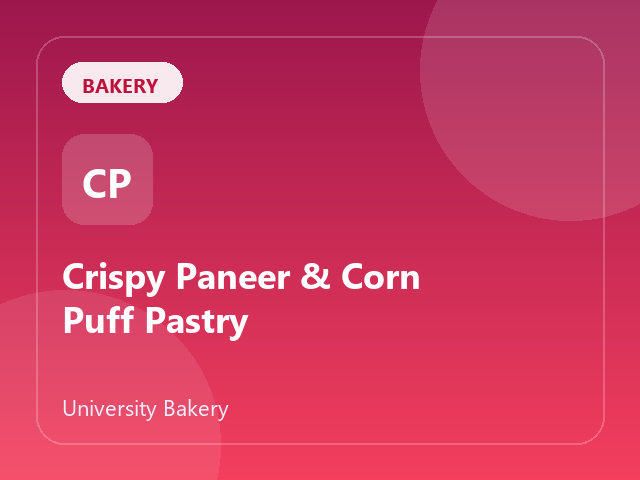 BAKERY
CP
Crispy Paneer & Corn
Puff Pastry
University Bakery